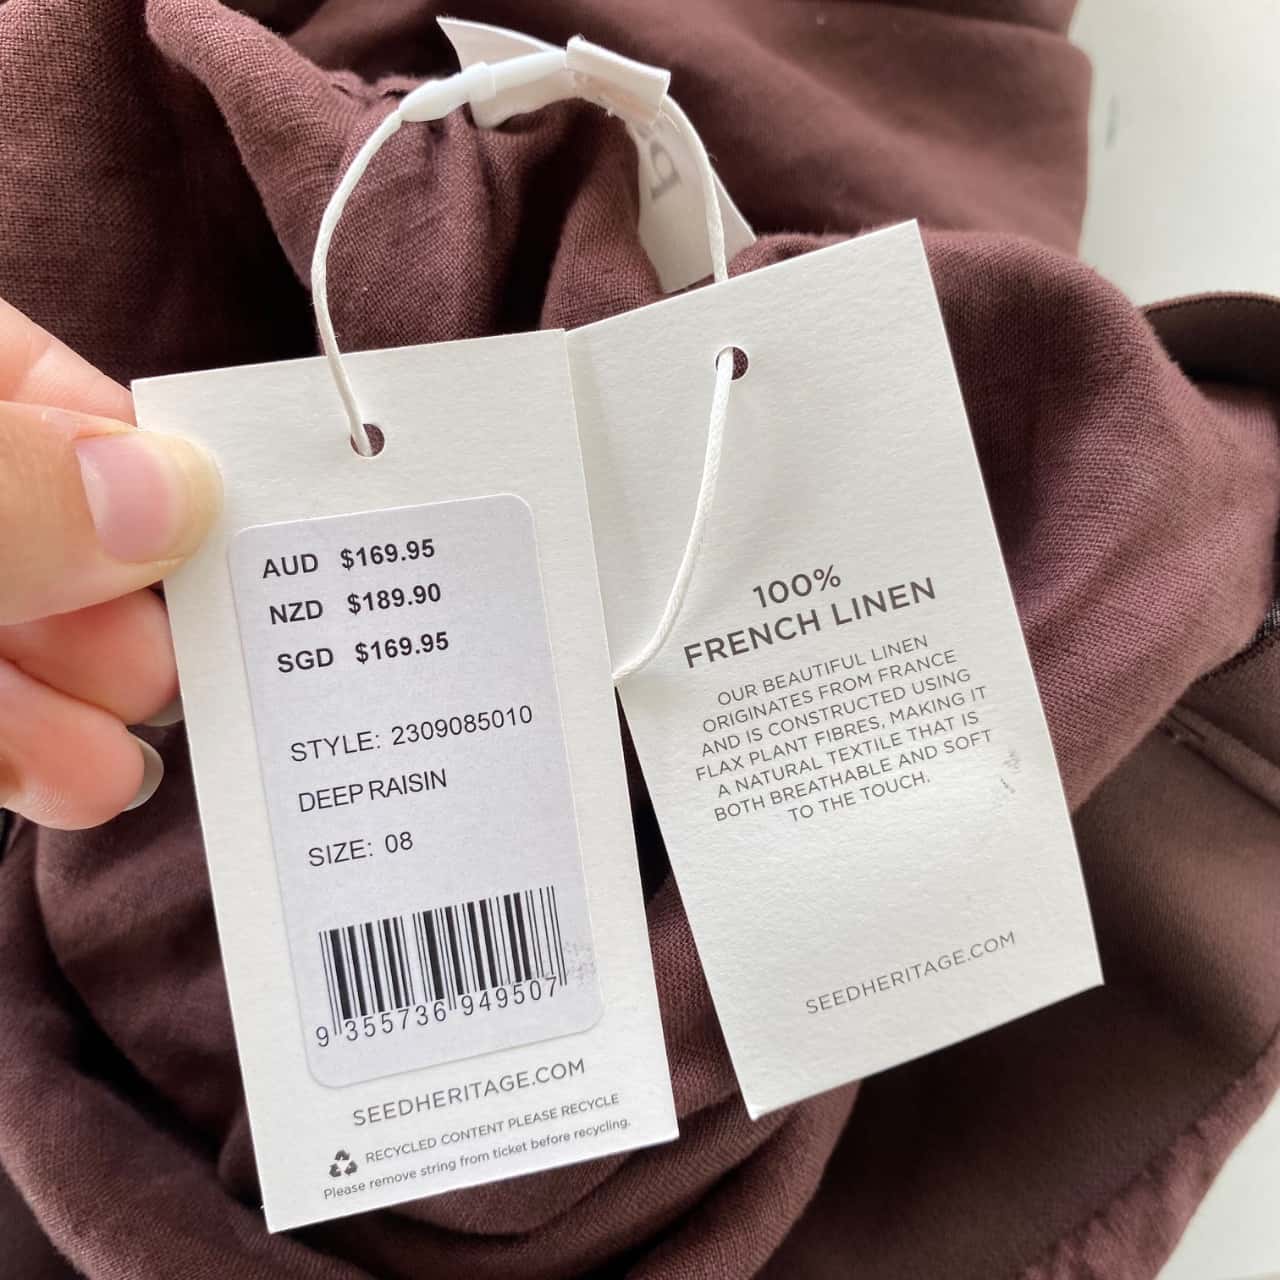 AUD $169.95
NZD $189.90
SGD $169.95
STYLE: 2309085010
DEEP RAISIN
SIZE: 08
9 355736 949507
SEEDHERITAGE.COM
RECYCLED CONTENT PLEASE RECYCLE
Please remove string from ticket before recycling.
100%
FRENCH LINEN
OUR BEAUTIFUL LINEN
ORIGINATES FROM FRANCE
AND IS CONSTRUCTED USING
FLAX PLANT FIBRES, MAKING IT
A NATURAL TEXTILE THAT IS
BOTH BREATHABLE AND SOFT
TO THE TOUCH.
SEEDHERITAGE.COM